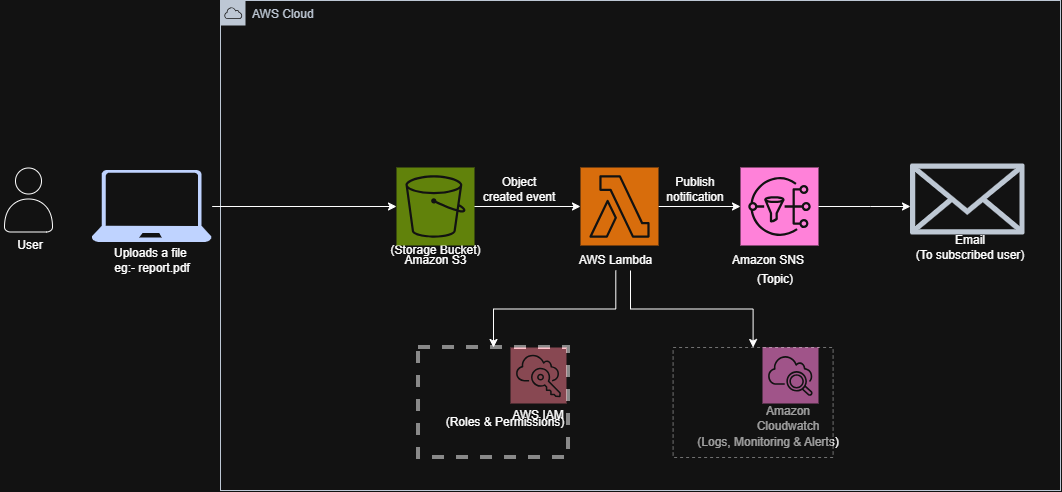 AWS Cloud
Object
created event
Publish
notification
User
Uploads a file
eg:- report.pdf
(Storage Bucket)
Amazon S3
AWS Lambda
Amazon SNS
(Topic)
Email
(To subscribed user)
AWS IAM
(Roles & Permissions)
Amazon
Cloudwatch
(Logs, Monitoring & Alerts)